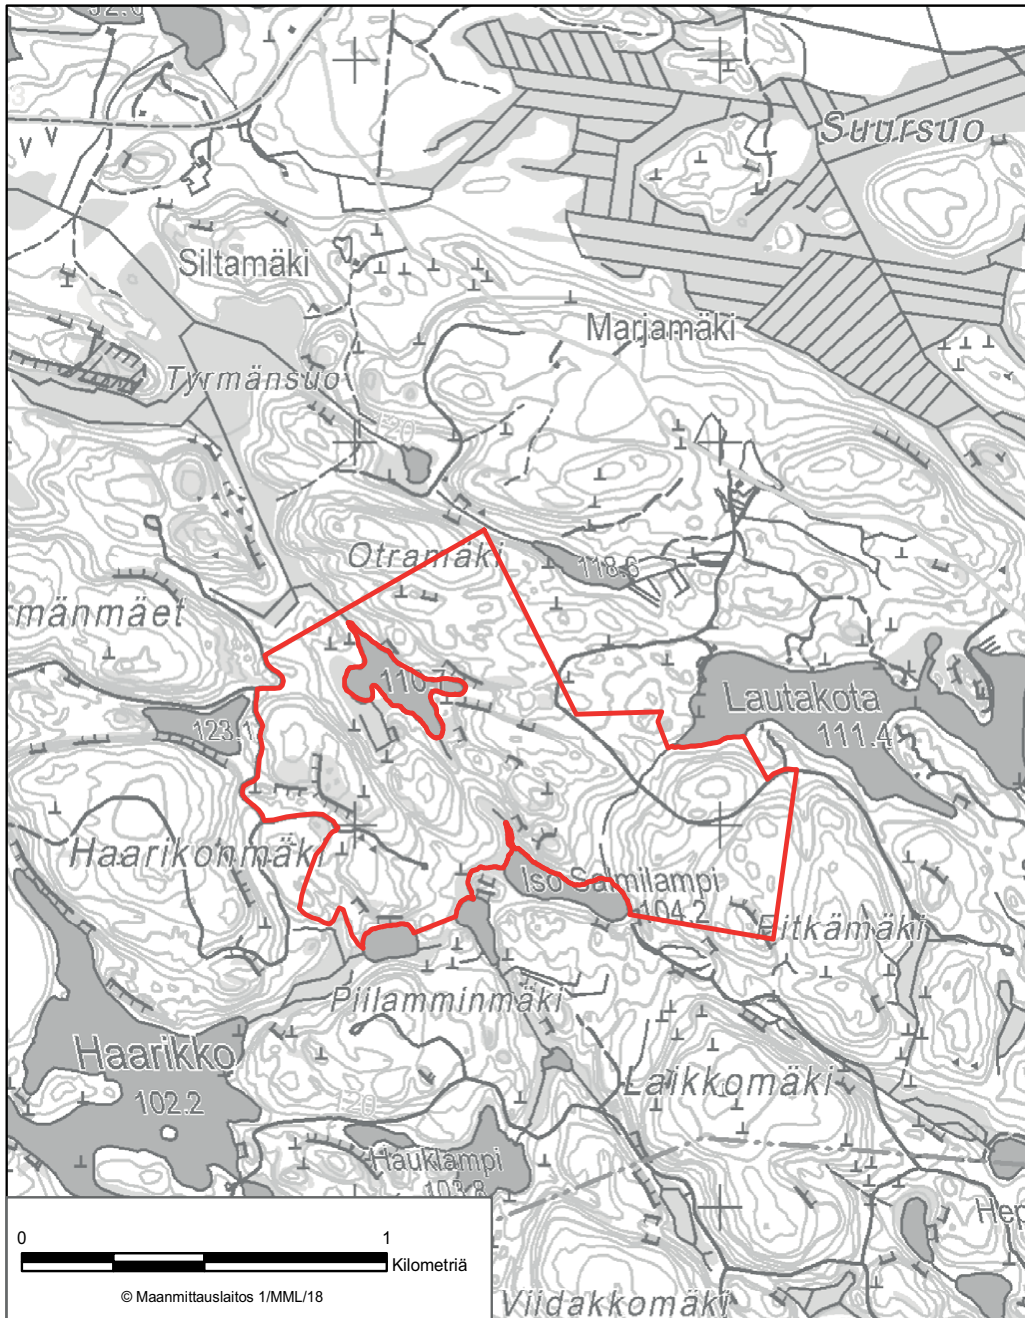 Suursuo
Siltamäki
Marjamäki
Tyrmänsuo
120
Otramäki
118.6
rmänmäet
110.7
Lautakota
111.4
123.1
Haarikonmäki
Iso Salmilampi
104.2
Pitkämäki
Piilamminmäki
Haarikko
102.2
Laikkomäki
120
Hauklampi
103.8
Hep
0 1
Kilometriä
© Maanmittauslaitos 1/MML/18
Viidakkomäki